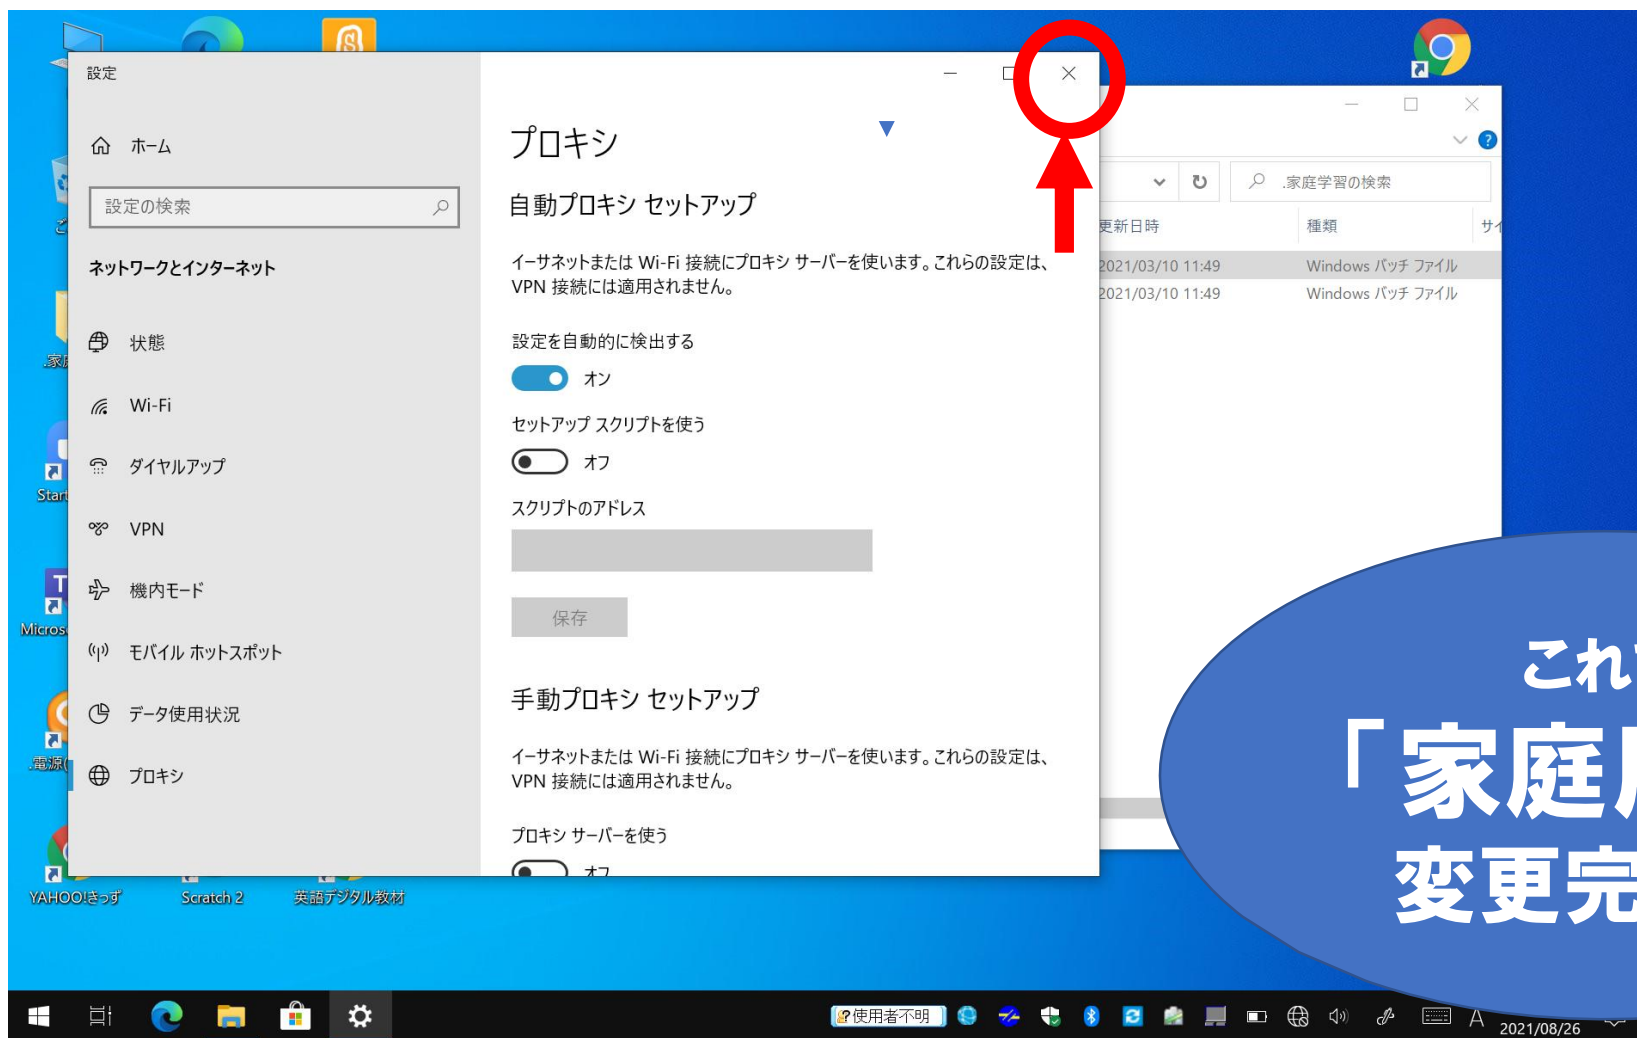 設定
ホーム
設定の検索
ネットワークとインターネット
状態
Wi-Fi
ダイヤルアップ
VPN
機内モード
モバイル ホットスポット
データ使用状況
プロキシ
プロキシ
自動プロキシ セットアップ
イーサネットまたは Wi-Fi 接続にプロキシ サーバーを使います。これらの設定は、
VPN 接続には適用されません。
設定を自動的に検出する
オン
セットアップ スクリプトを使う
オフ
スクリプトのアドレス
保存
手動プロキシ セットアップ
イーサネットまたは Wi-Fi 接続にプロキシ サーバーを使います。これらの設定は、
VPN 接続には適用されません。
プロキシ サーバーを使う
オフ
.家庭学習の検索
更新日時 種類 サイ
2021/03/10 11:49 Windows バッチ ファイル
2021/03/10 11:49 Windows バッチ ファイル
これ
「家庭
変更完
ご
.家庭
Start
Micros
電源(
YAHOO!きっず
Scratch 2
英語デジタル教材
使用者不明
A
2021/08/26